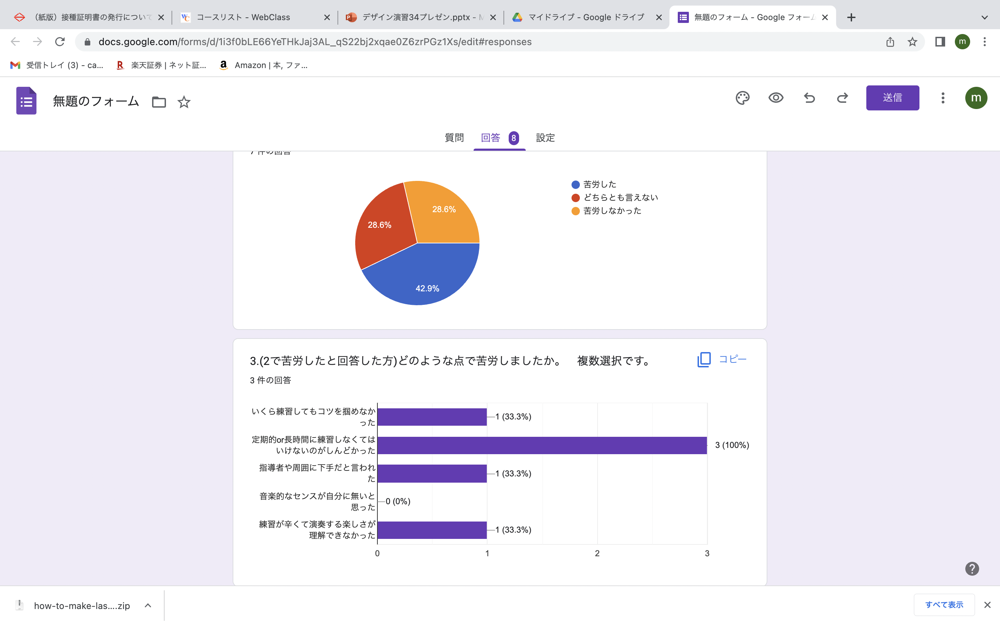 （紙版）接種証明書の発行について
コースリスト - WebClass
デザイン演習34プレゼン.pptx - M
マイドライブ - Google ドライブ
無題のフォーム - Google フォーム
docs.google.com/forms/d/1i3f0bLE66YeTHkJaj3AL_qS22bj2xqae0Z6zrPGz1Xs/edit#responses
m
受信トレイ (3) - ca...
楽天証券 | ネット証...
Amazon | 本, ファ...
無題のフォーム
送信
m
質問
回答 8
設定
7 件の回答
苦労した
どちらとも言えない
苦労しなかった
28.6%
28.6%
42.9%
3.(2で苦労したと回答した方)どのような点で苦労しましたか。　複数選択です。
コピー
3 件の回答
いくら練習してもコツを掴めなか
った
1 (33.3%)
定期的or長時間に練習しなくては
いけないのがしんどかった
3 (100%)
指導者や周囲に下手だと言われ
た
1 (33.3%)
音楽的なセンスが自分に無いと
思った
0 (0%)
練習が辛くて演奏する楽しさが
理解できなかった
1 (33.3%)
0 1 2 3
how-to-make-las....zip
すべて表示